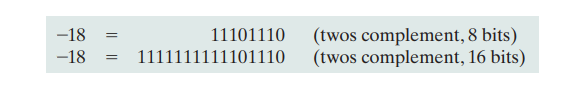 −18 = 11101110 (twos complement, 8 bits)
−18 = 1111111111101110 (twos complement, 16 bits)